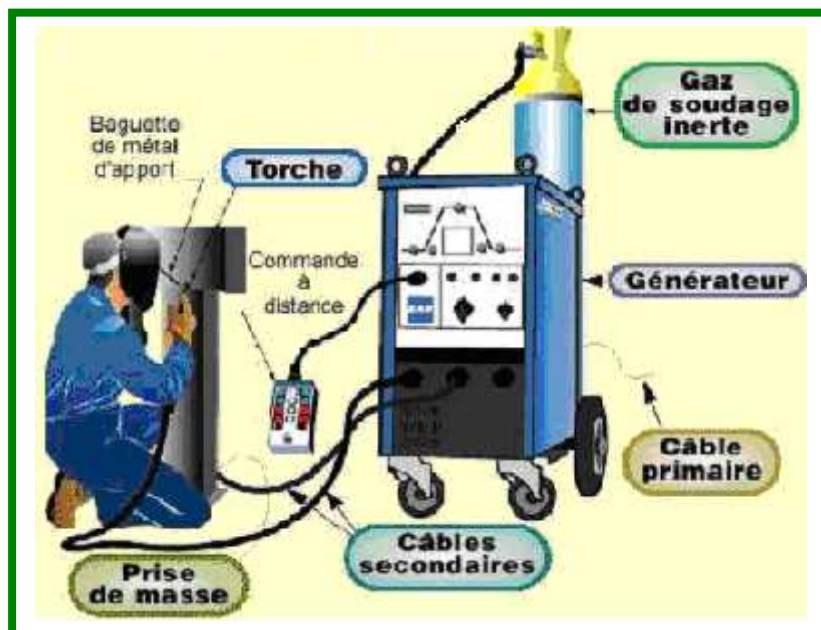 Gaz
de soudage
inerte
Baguette
de métal
d'apport
Torche
Commande
à
distance
Générateur
Câble
primaire
Câbles
secondaires
Prise
de masse